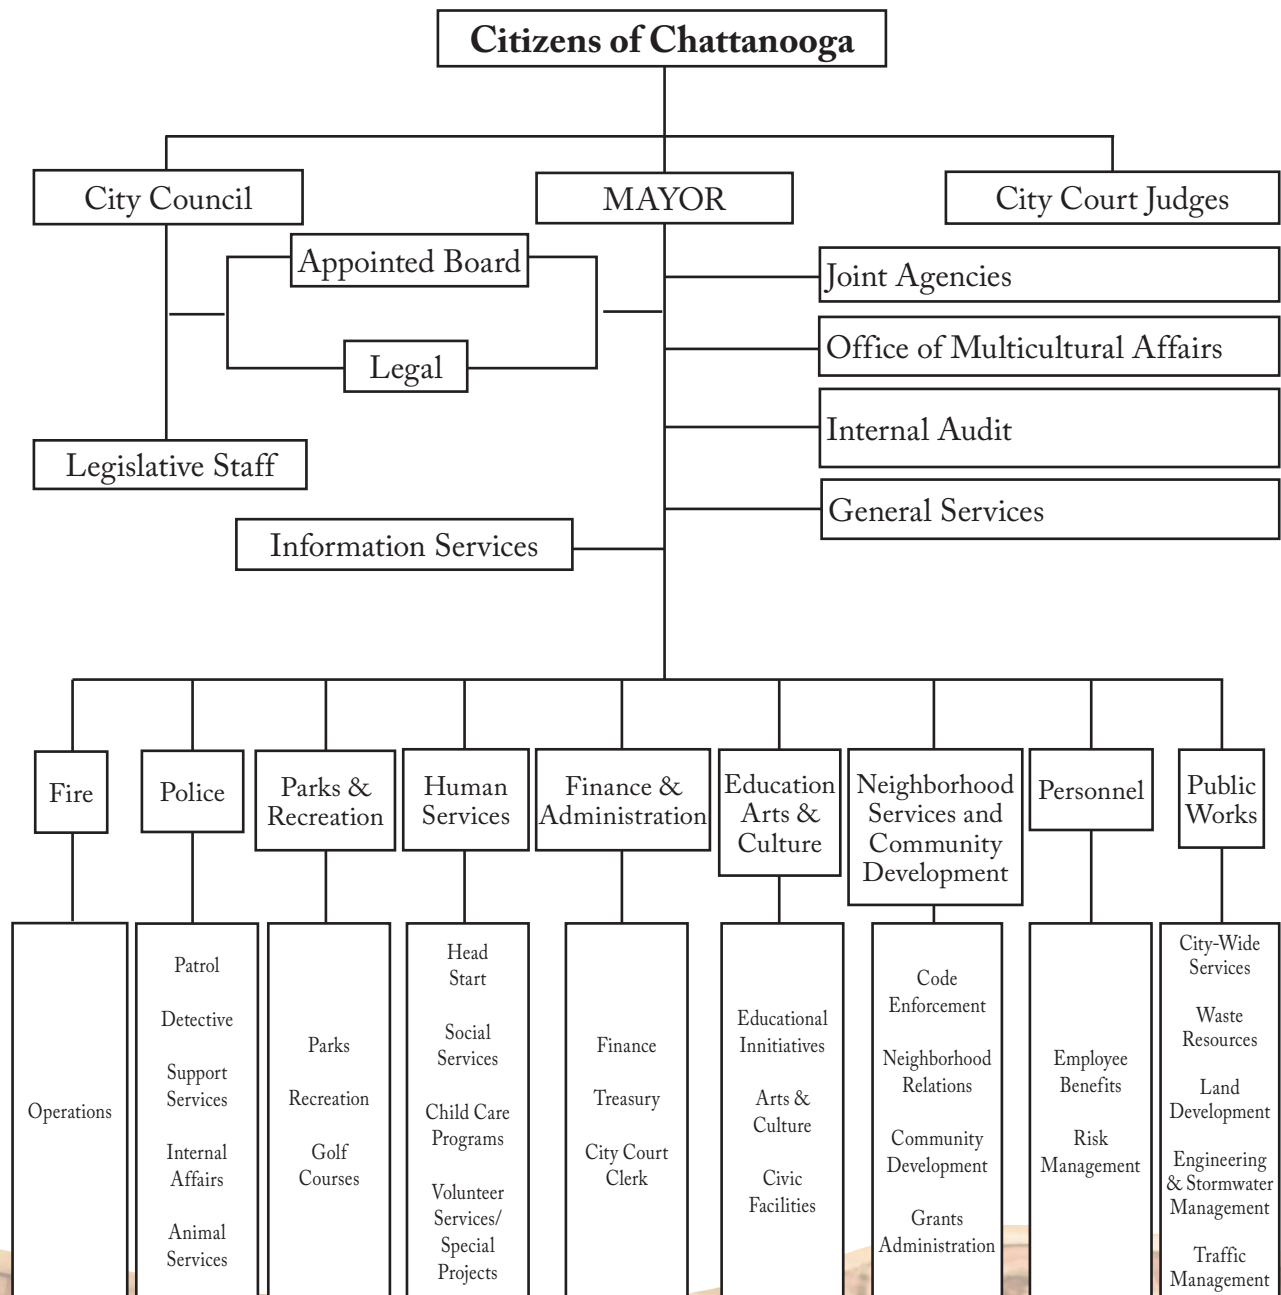 Citizens of Chattanooga
City Council
MAYOR
City Court Judges
Appointed Board
Joint Agencies
Legal
Office of Multicultural Affairs
Internal Audit
Legislative Staff
General Services
Information Services
Fire
Police
Parks &
Recreation
Human
Services
Finance &
Administration
Education
Arts &
Culture
Neighborhood
Services and
Community
Development
Personnel
Public
Works
Operations
Patrol
Detective
Support
Services
Internal
Affairs
Animal
Services
Parks
Recreation
Golf
Courses
Head
Start
Social
Services
Child Care
Programs
Volunteer
Services/
Special
Projects
Finance
Treasury
City Court
Clerk
Educational
Innitiatives
Arts &
Culture
Civic
Facilities
Code
Enforcement
Neighborhood
Relations
Community
Development
Grants
Administration
Employee
Benefits
Risk
Management
City-Wide
Services
Waste
Resources
Land
Development
Engineering
& Stormwater
Management
Traffic
Management